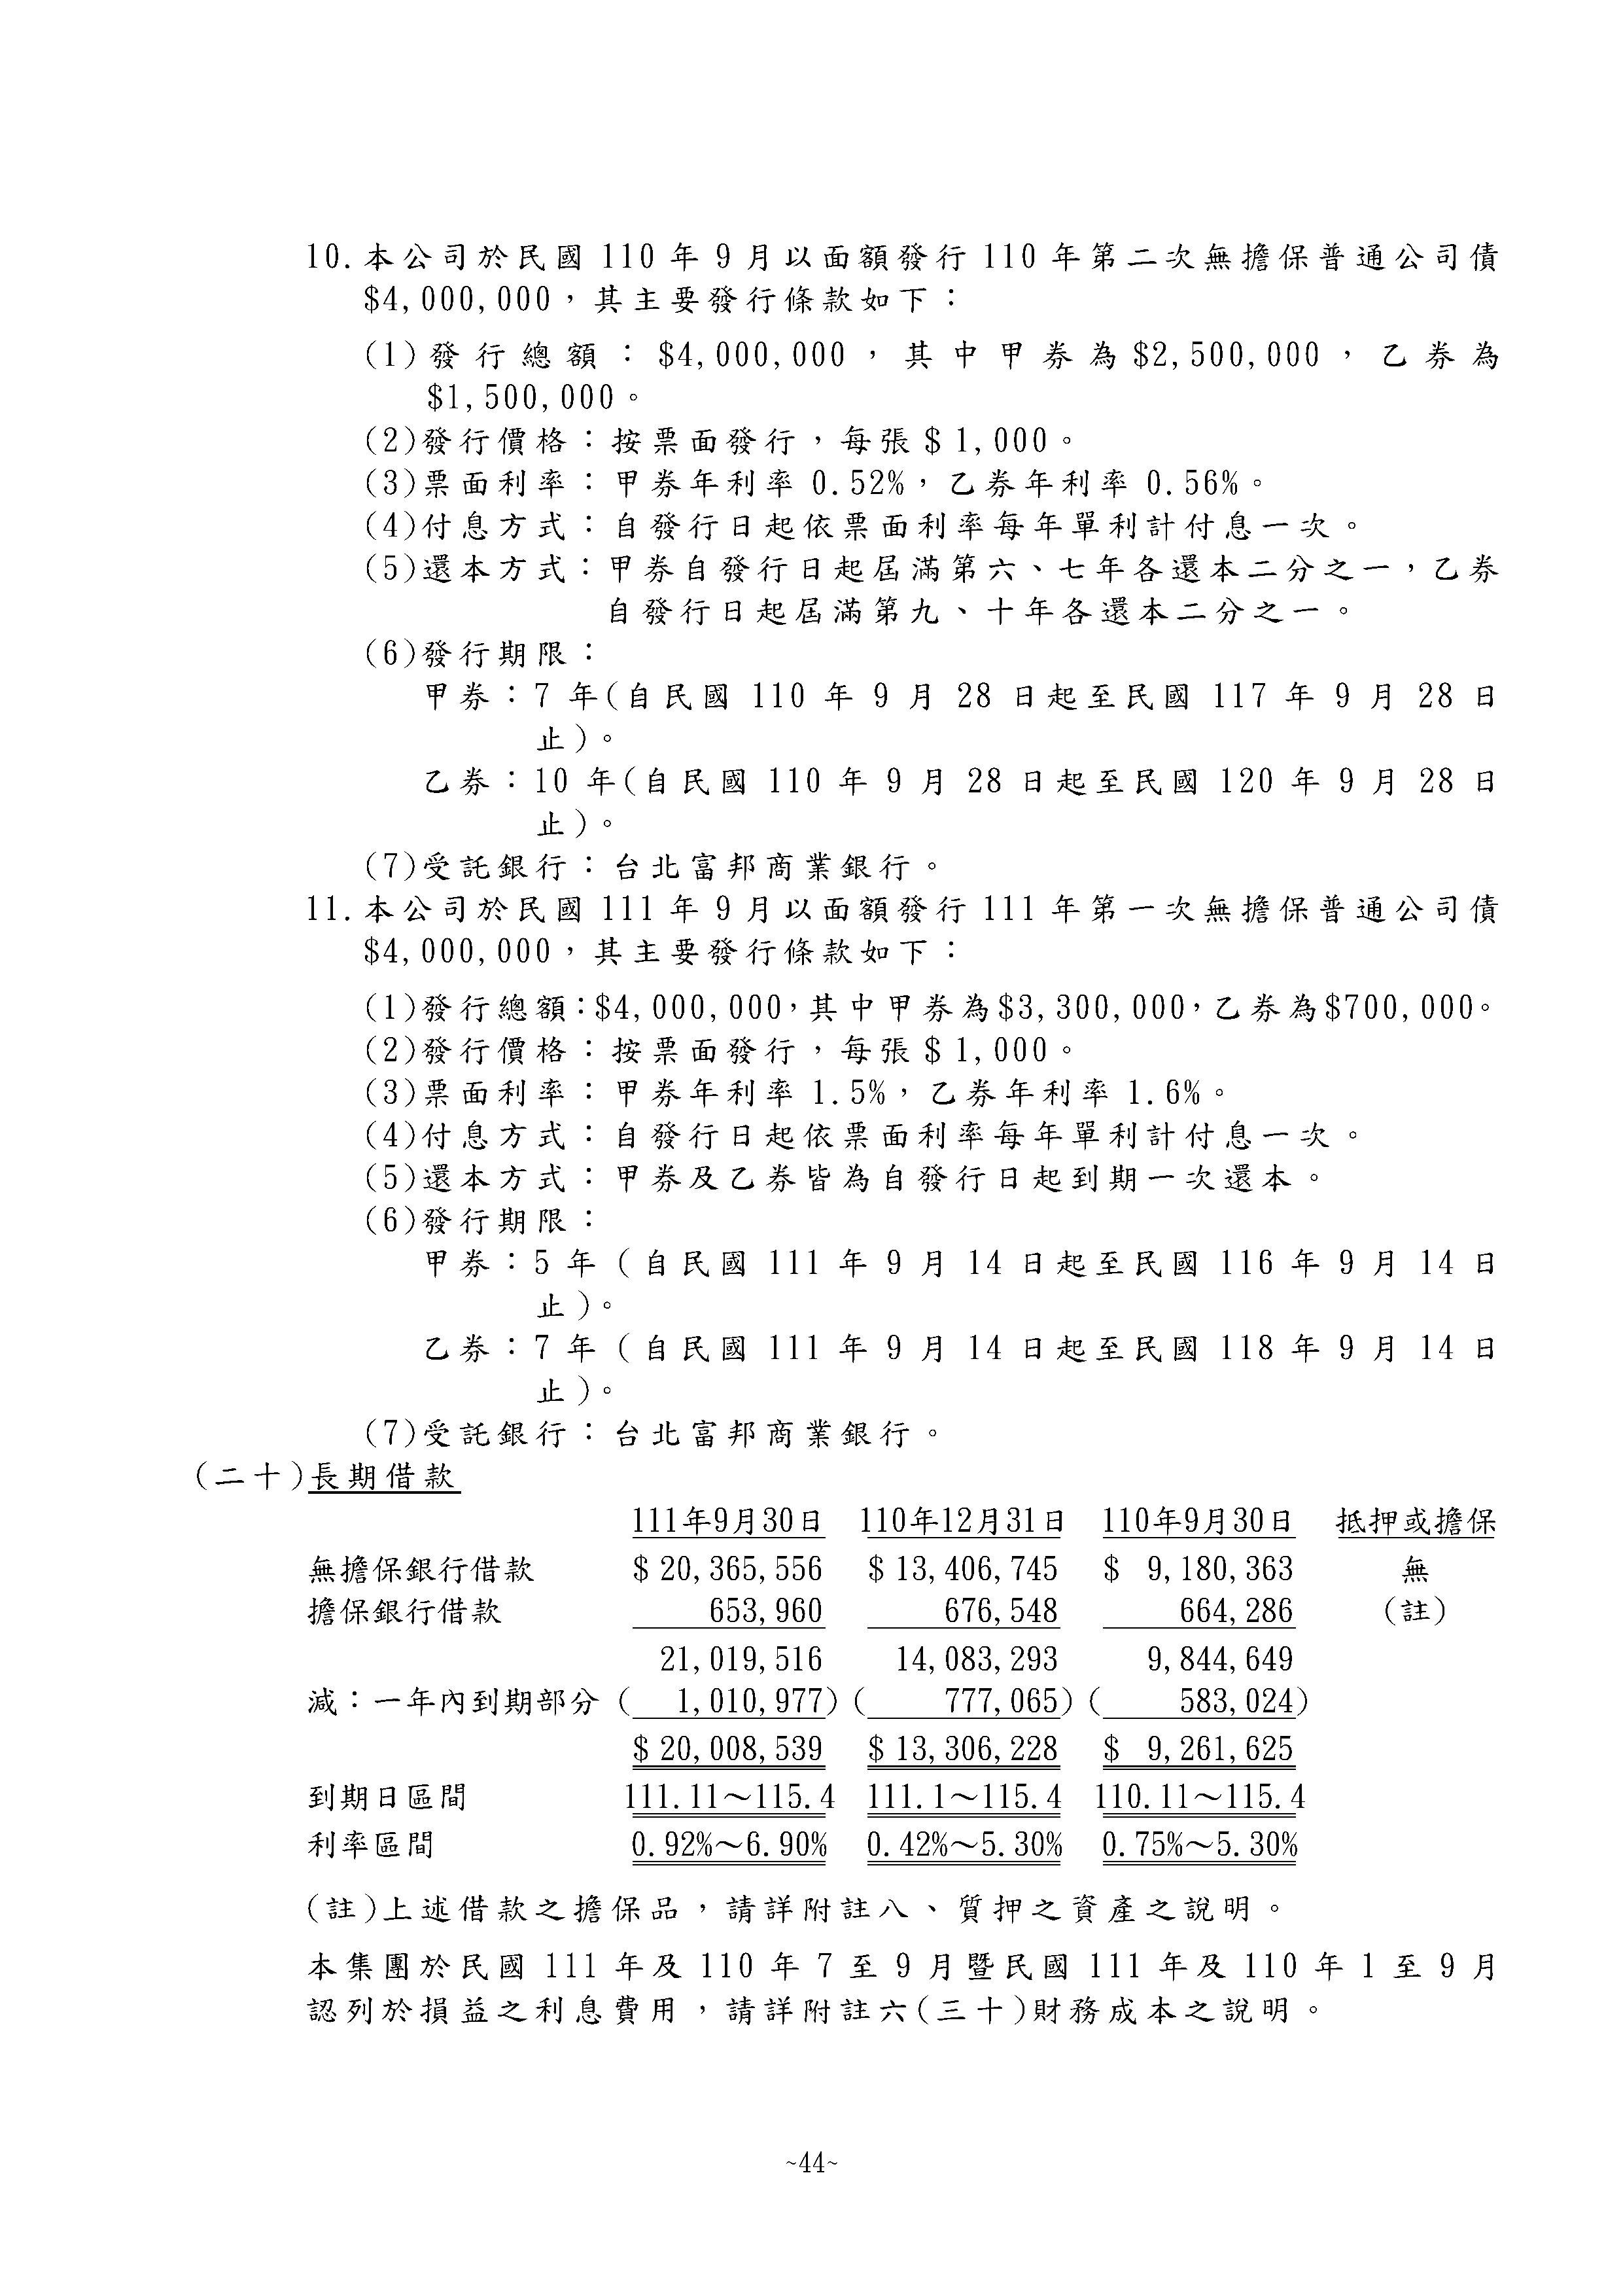 10.本公司於民國 110 年 9 月以面額發行 110 年第二次無擔保普通公司債
$4,000,000，其主要發行條款如下：
(1)發行總額：$4,000,000，其中甲券為$2,500,000，乙券為
$1,500,000。
(2)發行價格：按票面發行，每張$1,000。
(3)票面利率：甲券年利率 0.52%，乙券年利率 0.56%。
(4)付息方式：自發行日起依票面利率每年單利計付息一次。
(5)還本方式：甲券自發行日起屆滿第六、七年各還本二分之一，乙券
自發行日起屆滿第九、十年各還本二分之一。
(6)發行期限：
甲券：7 年(自民國 110 年 9 月 28 日起至民國 117 年 9 月 28 日
止)。
乙券：10 年(自民國 110 年 9 月 28 日起至民國 120 年 9 月 28 日
止)。
(7)受託銀行：台北富邦商業銀行。
11.本公司於民國 111 年 9 月以面額發行 111 年第一次無擔保普通公司債
$4,000,000，其主要發行條款如下：
(1)發行總額：$4,000,000，其中甲券為$3,300,000，乙券為$700,000。
(2)發行價格：按票面發行，每張$1,000。
(3)票面利率：甲券年利率 1.5%，乙券年利率 1.6%。
(4)付息方式：自發行日起依票面利率每年單利計付息一次。
(5)還本方式：甲券及乙券皆為自發行日起到期一次還本。
(6)發行期限：
甲券：5 年（自民國 111 年 9 月 14 日起至民國 116 年 9 月 14 日
止）。
乙券：7 年（自民國 111 年 9 月 14 日起至民國 118 年 9 月 14 日
止）。
(7)受託銀行：台北富邦商業銀行。
(二十)長期借款
111年9月30日 110年12月31日 110年9月30日 抵押或擔保
無擔保銀行借款 $ 20,365,556 $ 13,406,745 $ 9,180,363 無
擔保銀行借款 653,960 676,548 664,286 (註)
21,019,516 14,083,293 9,844,649
減：一年內到期部分 ( 1,010,977) ( 777,065) ( 583,024)
$ 20,008,539 $ 13,306,228 $ 9,261,625
到期日區間 111.11～115.4 111.1～115.4 110.11～115.4
利率區間 0.92%～6.90% 0.42%～5.30% 0.75%～5.30%
(註)上述借款之擔保品，請詳附註八、質押之資產之說明。
本集團於民國 111 年及 110 年 7 至 9 月暨民國 111 年及 110 年 1 至 9 月
認列於損益之利息費用，請詳附註六(三十)財務成本之說明。
~44~